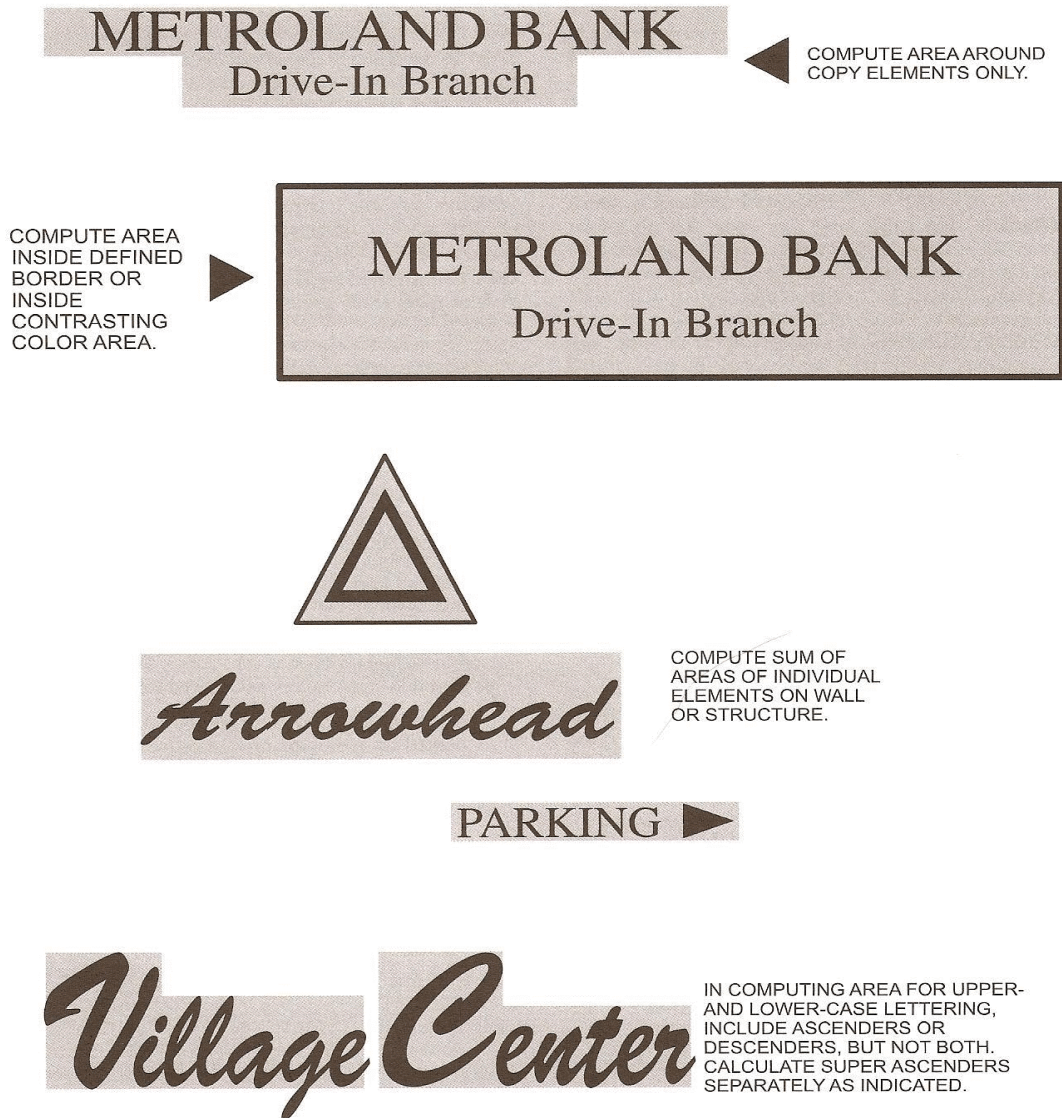 METROLAND BANK
Drive-In Branch
COMPUTE AREA AROUND
COPY ELEMENTS ONLY.
COMPUTE AREA
INSIDE DEFINED
BORDER OR
INSIDE
CONTRASTING
COLOR AREA.
METROLAND BANK
Drive-In Branch
Arrowhead
COMPUTE SUM OF
AREAS OF INDIVIDUAL
ELEMENTS ON WALL
OR STRUCTURE.
PARKING
Village Center
IN COMPUTING AREA FOR UPPER-
AND LOWER-CASE LETTERING,
INCLUDE ASCENDERS OR
DESCENDERS, BUT NOT BOTH.
CALCULATE SUPER ASCENDERS
SEPARATELY AS INDICATED.